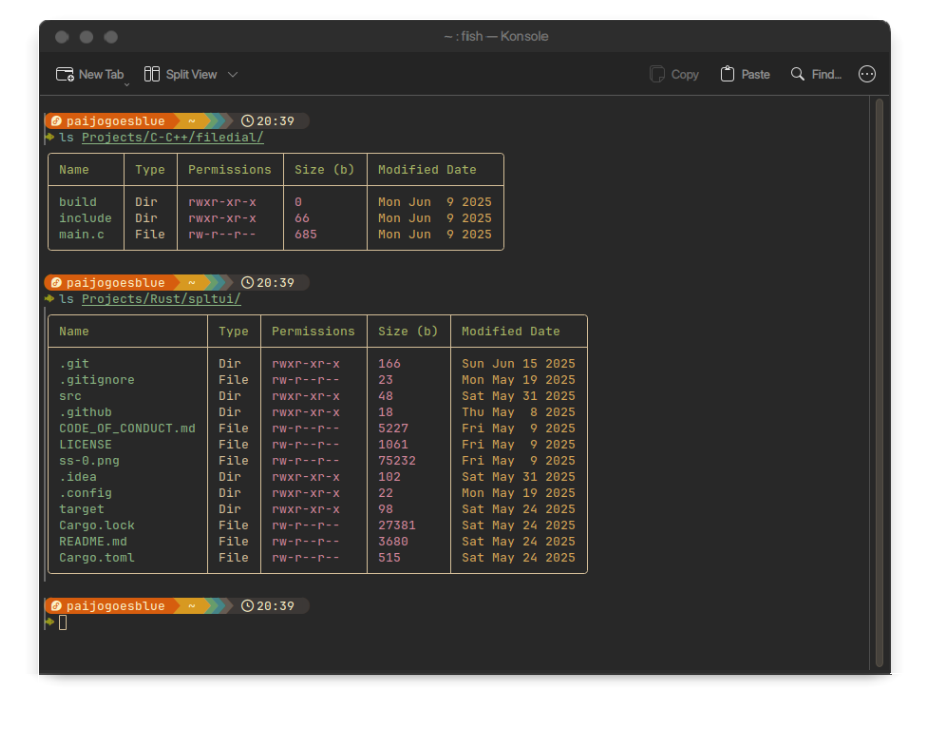 ~ : fish — Konsole
New Tab Split View Copy Paste Find...
paijogoesblue ~ 20:39
ls Projects/C-C++/filedial/
Name Type Permissions Size (b) Modified Date
build Dir rwxr-xr-x 0 Mon Jun 9 2025
include Dir rwxr-xr-x 66 Mon Jun 9 2025
main.c File rw-r--r-- 685 Mon Jun 9 2025
paijogoesblue ~ 20:39
ls Projects/Rust/spltui/
Name Type Permissions Size (b) Modified Date
.git Dir rwxr-xr-x 166 Sun Jun 15 2025
.gitignore File rw-r--r-- 23 Mon May 19 2025
src Dir rwxr-xr-x 48 Sat May 31 2025
.github Dir rwxr-xr-x 18 Thu May 8 2025
CODE_OF_CONDUCT.md File rw-r--r-- 5227 Fri May 9 2025
LICENSE File rw-r--r-- 1061 Fri May 9 2025
ss-0.png File rw-r--r-- 75232 Fri May 9 2025
.idea Dir rwxr-xr-x 102 Sat May 31 2025
.config Dir rwxr-xr-x 22 Mon May 19 2025
target Dir rwxr-xr-x 98 Sat May 24 2025
Cargo.lock File rw-r--r-- 27381 Sat May 24 2025
README.md File rw-r--r-- 3680 Sat May 24 2025
Cargo.toml File rw-r--r-- 515 Sat May 24 2025
paijogoesblue ~ 20:39